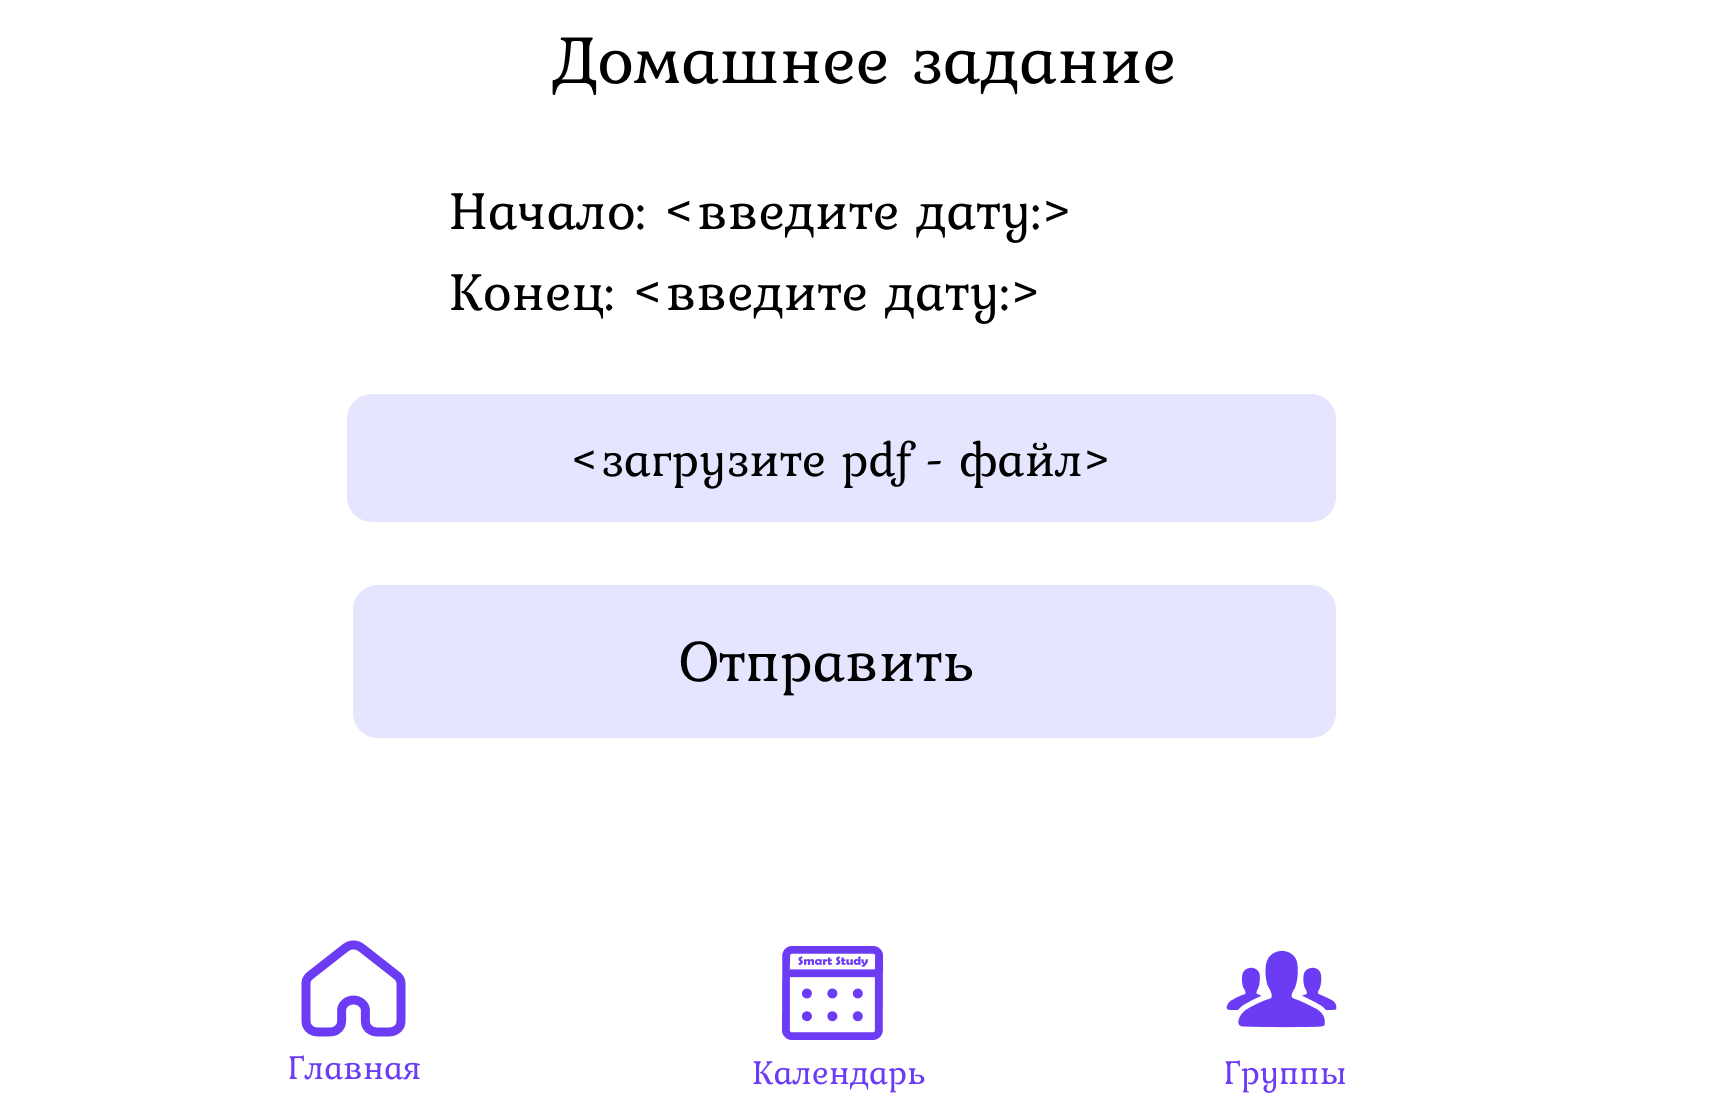 Домашнее задание
Начало: <введите дату:>
Конец: <введите дату:>
<загрузите pdf - файл>
Отправить
Smart Study
Главная
Календарь
Группы